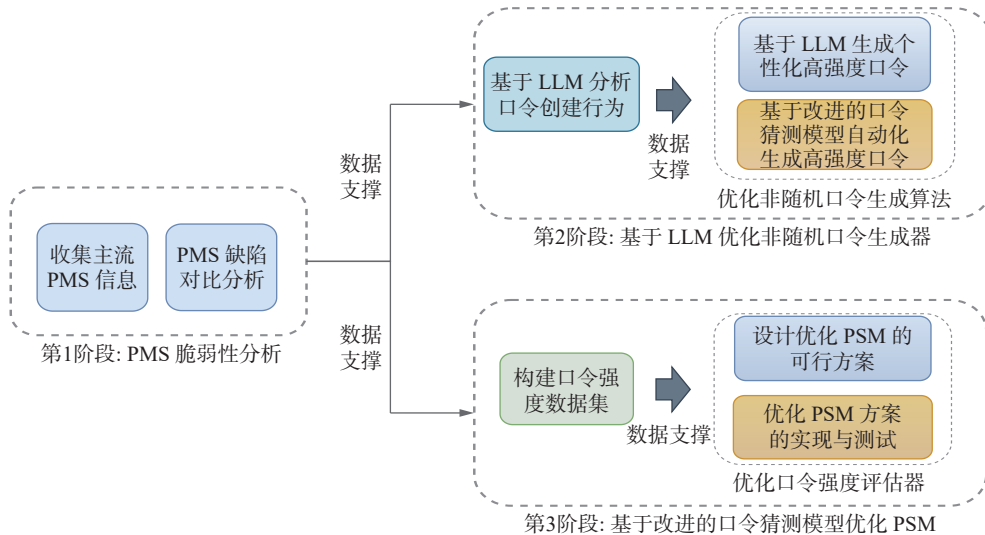 收集主流
PMS 信息
PMS 缺陷
对比分析
第1阶段: PMS 脆弱性分析
数据
支撑
数据
支撑
基于 LLM 分析
口令创建行为
数据
支撑
基于 LLM 生成个
性化高强度口令
基于改进的口令
猜测模型自动化
生成高强度口令
优化非随机口令生成算法
第2阶段: 基于 LLM 优化非随机口令生成器
构建口令强
度数据集
数据支撑
设计优化 PSM 的
可行方案
优化 PSM 方案
的实现与测试
优化口令强度评估器
第3阶段: 基于改进的口令猜测模型优化 PSM